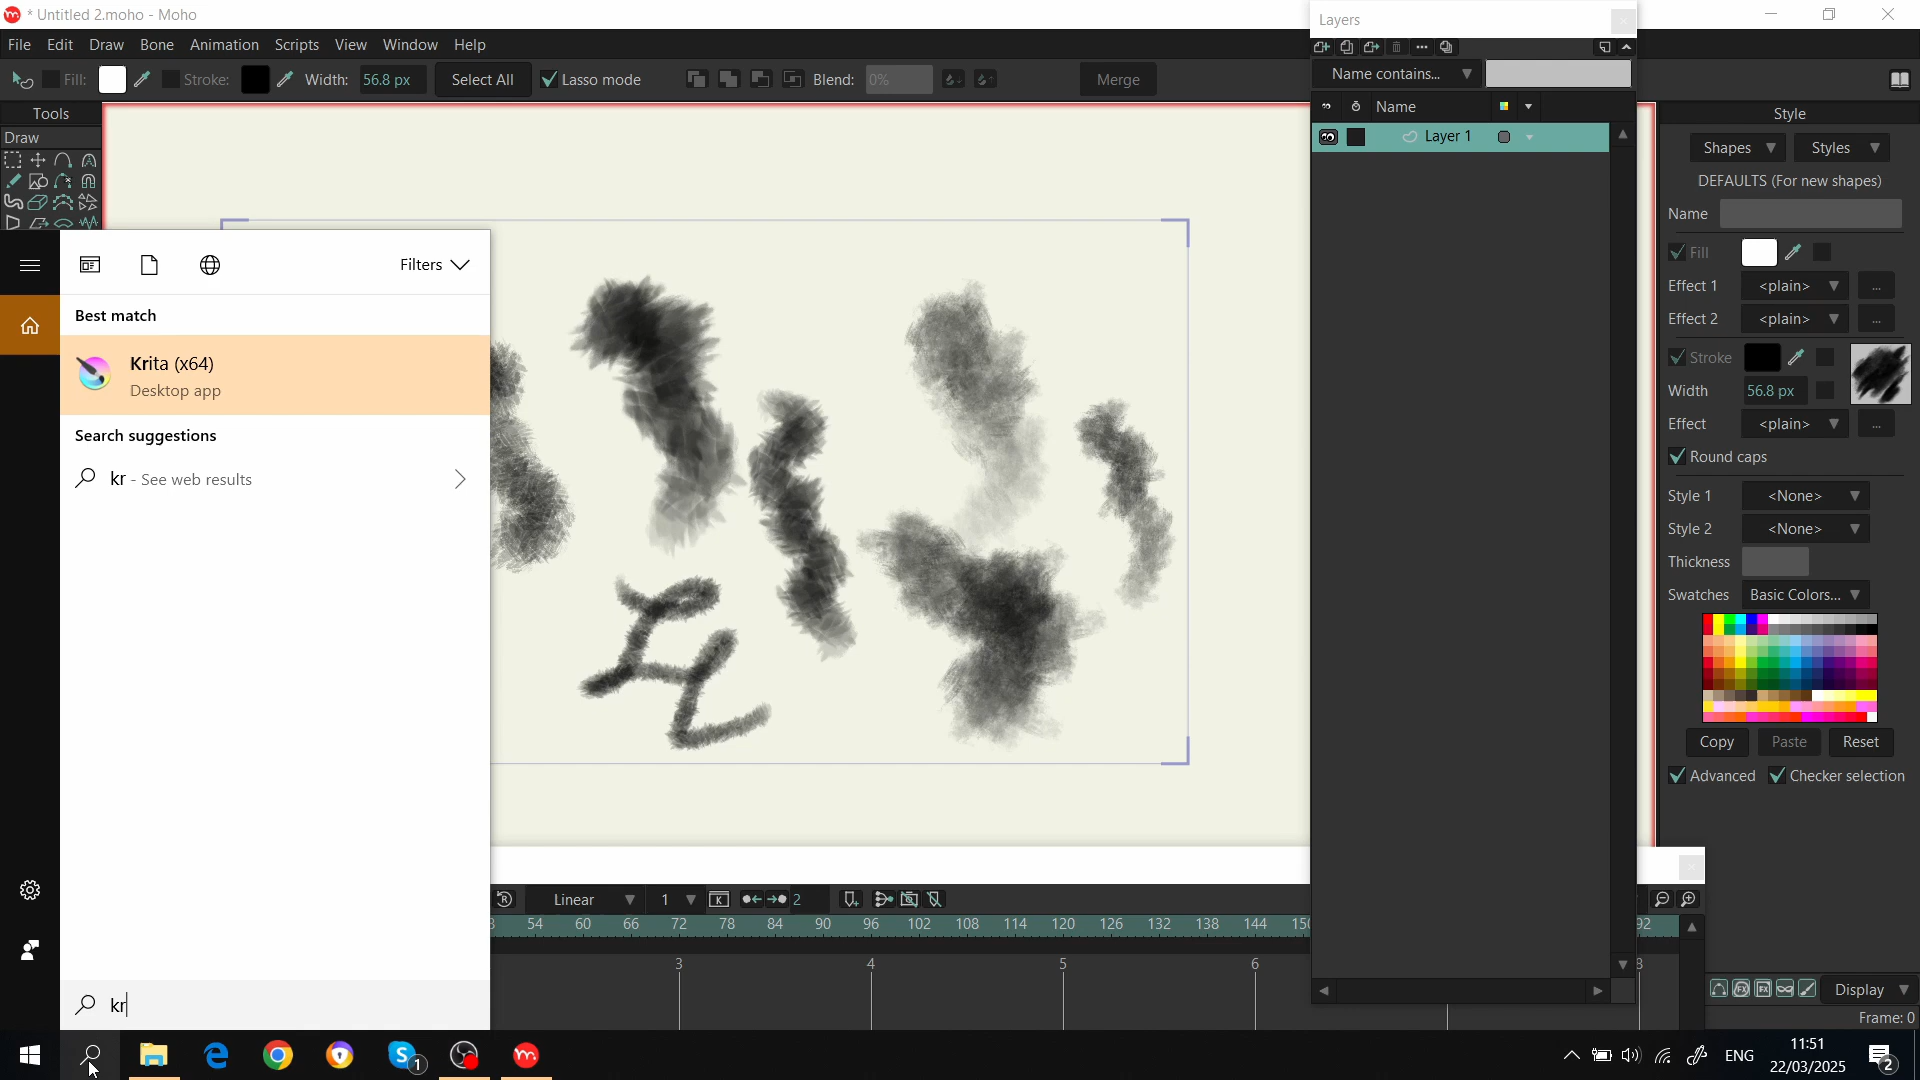 * Untitled 2.moho - Moho
File Edit Draw Bone Animation Scripts View Window Help
Fill: Stroke: Width: 56.8 px Select All Lasso mode Blend: 0% Merge
Tools
Draw
Filters
Best match
Krita (x64)
Desktop app
Search suggestions
kr - See web results
kr
Layers
Name contains...
Name
Layer 1
Style
Shapes Styles
DEFAULTS (For new shapes)
Name
Fill
Effect 1 <plain> ...
Effect 2 <plain> ...
Stroke
Width 56.8 px
Effect <plain> ...
Round caps
Style 1 <None>
Style 2 <None>
Thickness
Swatches Basic Colors...
Copy Paste Reset
Advanced Checker selection
Linear 1 K 2
54 60 66 72 78 84 90 96 102 108 114 120 126 132 138 144
3 4 5 6
Display
Frame: 0
1
ENG
11:51
22/03/2025
2